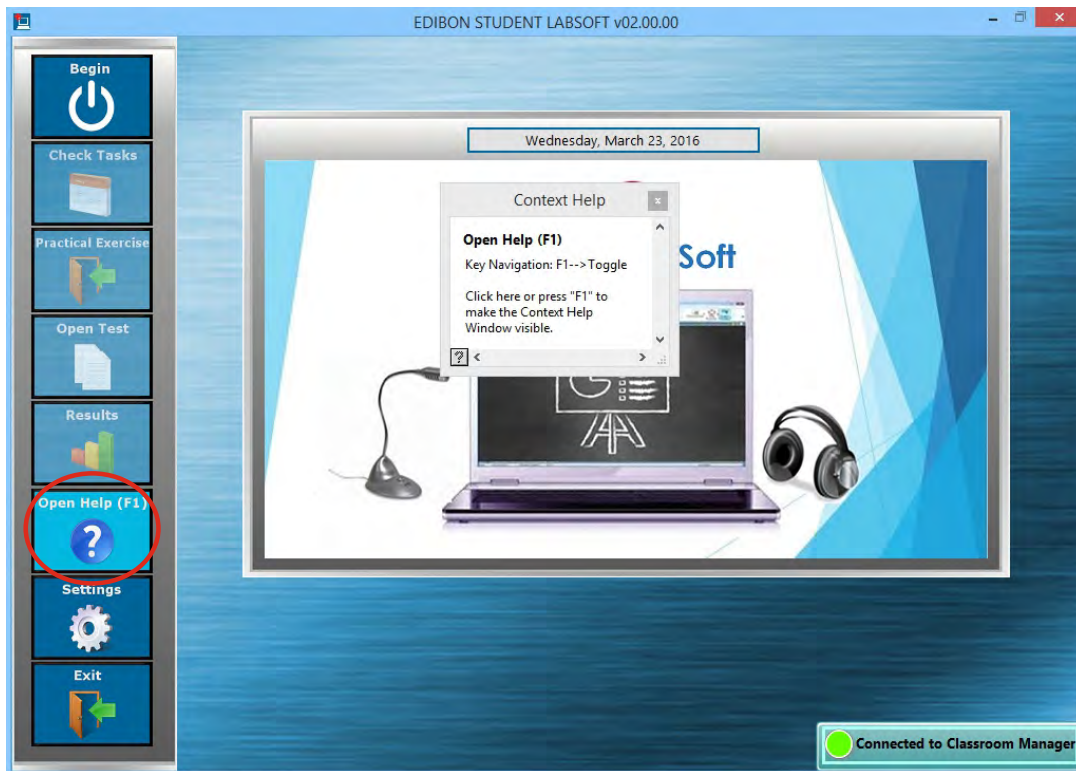 EDIBON STUDENT LABSOFT v02.00.00
Begin
Check Tasks
Practical Exercise
Open Test
Results
Open Help (F1)
?
Settings
Exit
Wednesday, March 23, 2016
Context Help
Open Help (F1)
Key Navigation: F1-->Toggle
Click here or press "F1" to
make the Context Help
Window visible.
?
Soft
Connected to Classroom Manager